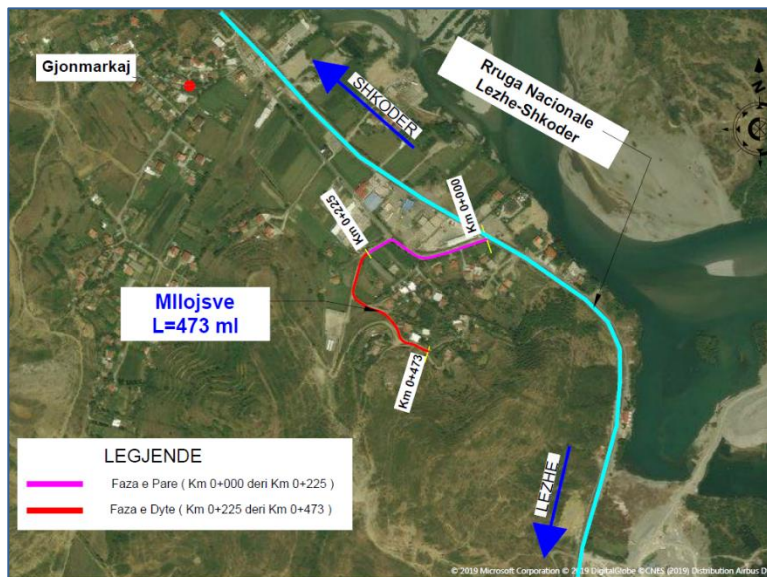 Gjonmarkaj
SHKODER
Rruga Nacionale
Lezhe-Shkoder
N
Km 0+000
Km 0+225
Mllojsve
L=473 ml
Km 0+473
LEGJENDE
Faza e Pare ( Km 0+000 deri Km 0+225 )
Faza e Dyte ( Km 0+225 deri Km 0+473 )
LEZHE
© 2019 Microsoft Corporation © 2019 DigitalGlobe ©CNES (2019) Distribution Airbus D